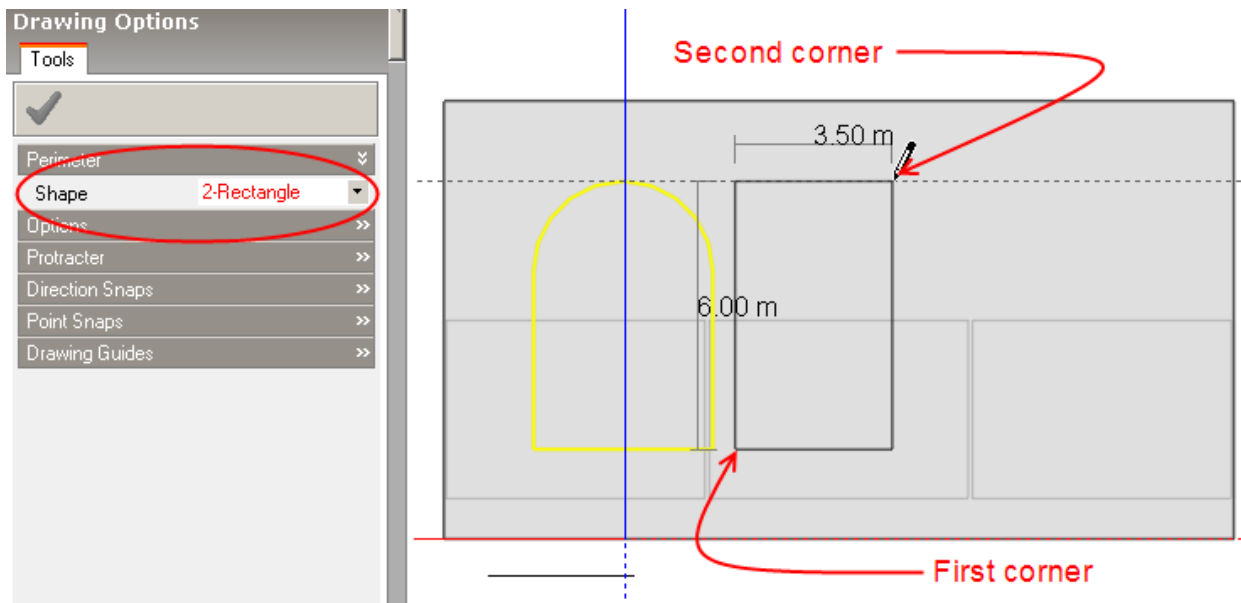 Drawing Options
Tools
Perimeter
Shape 2-Rectangle
Options
Protracter
Direction Snaps
Point Snaps
Drawing Guides
Second corner
3.50 m
6.00 m
First corner